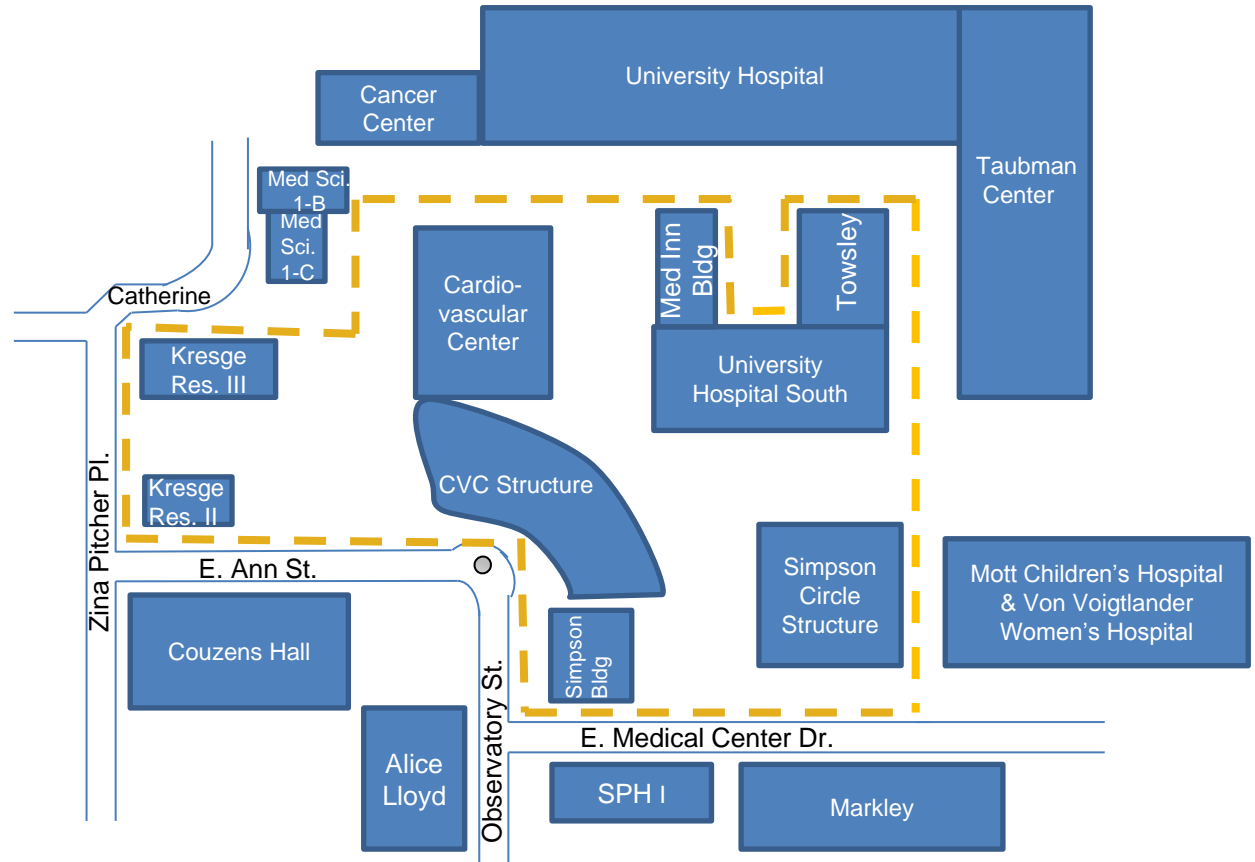 University Hospital
Cancer
Center
Taubman
Center
Med Sci.
1-B
Med
Sci.
1-C
Med Inn
Bldg
Towsley
Cardio-
vascular
Center
Catherine
Kresge
Res. III
University
Hospital South
CVC Structure
Kresge
Res. II
Zina Pitcher Pl.
E. Ann St.
Simpson
Circle
Structure
Mott Children's Hospital
& Von Voigtlander
Women's Hospital
Couzens Hall
Simpson
Bldg
Observatory St.
E. Medical Center Dr.
Alice
Lloyd
SPH I
Markley